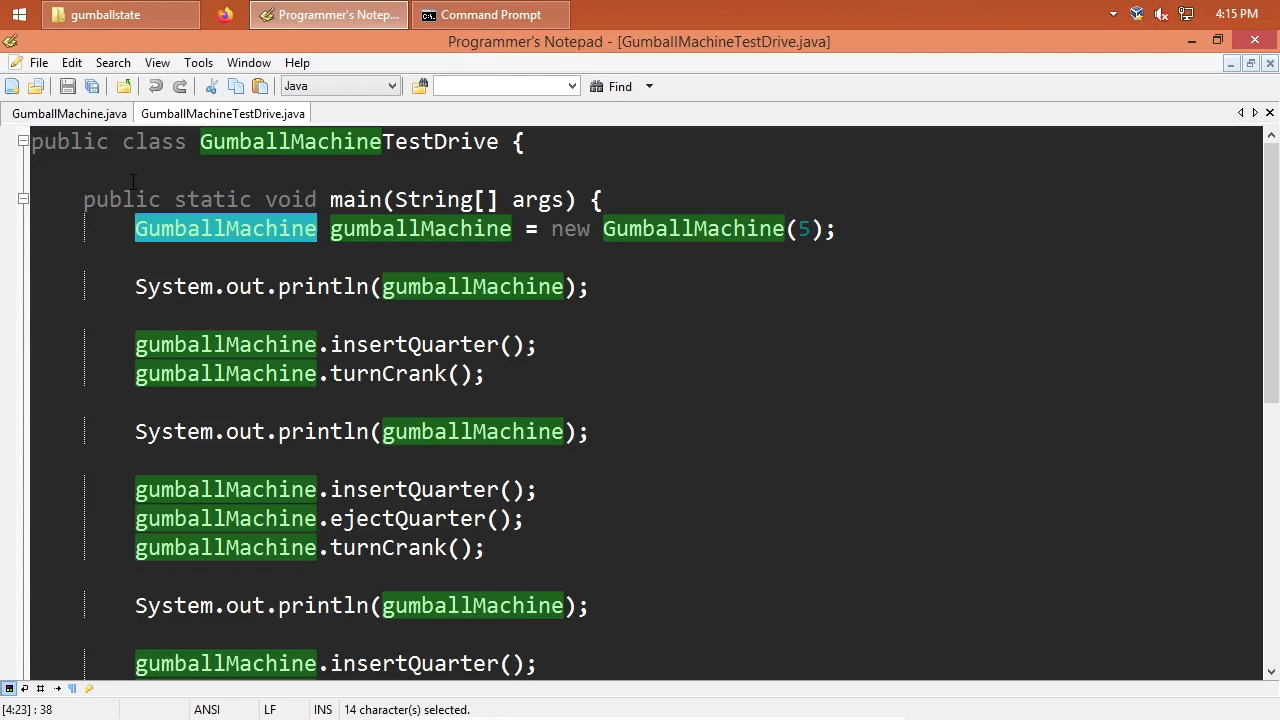 gumballstate
Programmer's Notep...
Command Prompt
4:15 PM
Programmer's Notepad - [GumballMachineTestDrive.java]
File Edit Search View Tools Window Help
Java
Find
GumballMachine.java GumballMachineTestDrive.java
public class GumballMachineTestDrive {
public static void main(String[] args) {
GumballMachine gumballMachine = new GumballMachine(5);
System.out.println(gumballMachine);
gumballMachine.insertQuarter();
gumballMachine.turnCrank();
System.out.println(gumballMachine);
gumballMachine.insertQuarter();
gumballMachine.ejectQuarter();
gumballMachine.turnCrank();
System.out.println(gumballMachine);
gumballMachine.insertQuarter();
[4:23] : 38 ANSI LF INS 14 character(s) selected.